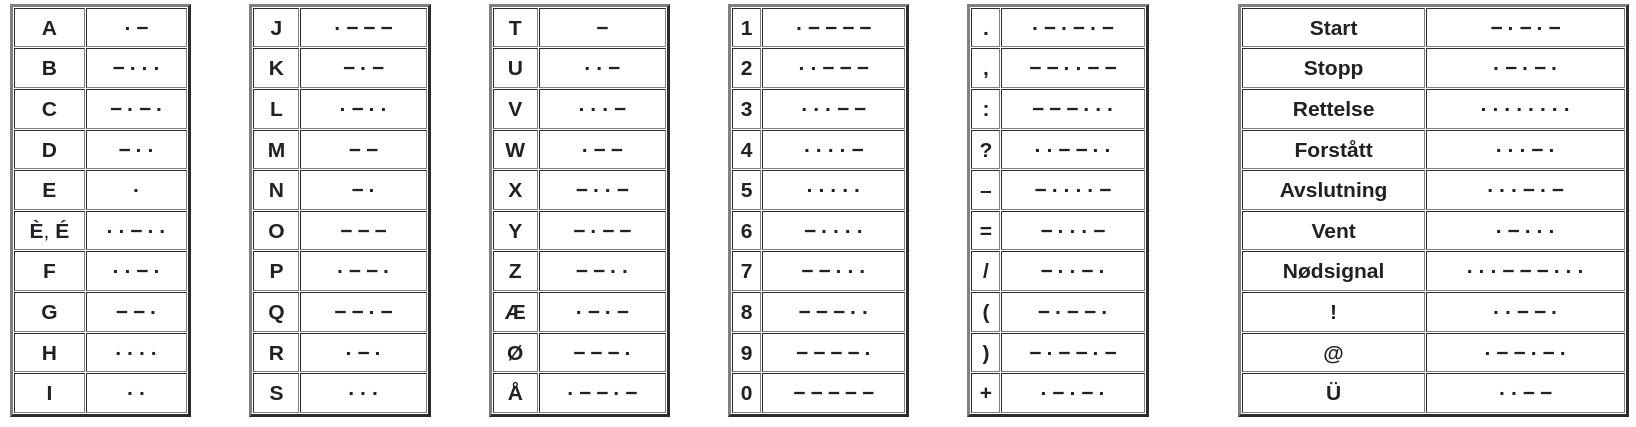 A · – J · – – – T – 1 · – – – – . · – · – · – Start – · – · –
B – · · · K – · – U · · – 2 · · – – – , – – · · – – Stopp · – · – ·
C – · – · L · – · · V · · · – 3 · · · – – : – – – · · · Rettelse · · · · · · · ·
D – · · M – – W · – – 4 · · · · – ? · · – – · · Forstått · · · – ·
E · N – · X – · · – 5 · · · · · – – · · · · – Avslutning · · · – · –
È, É · · – · · O – – – Y – · – – 6 – · · · · = – · · · – Vent · – · · ·
F · · – · P · – – · Z – – · · 7 – – · · · / – · · – · Nødsignal · · · – – – · · ·
G – – · Q – – · – Æ · – · – 8 – – – · · ( – · – – · ! · · – – ·
H · · · · R · – · Ø – – – · 9 – – – – · ) – · – – · – @ · – – · – ·
I · · S · · · Å · – – · – 0 – – – – – + · – · – · Ü · · – –